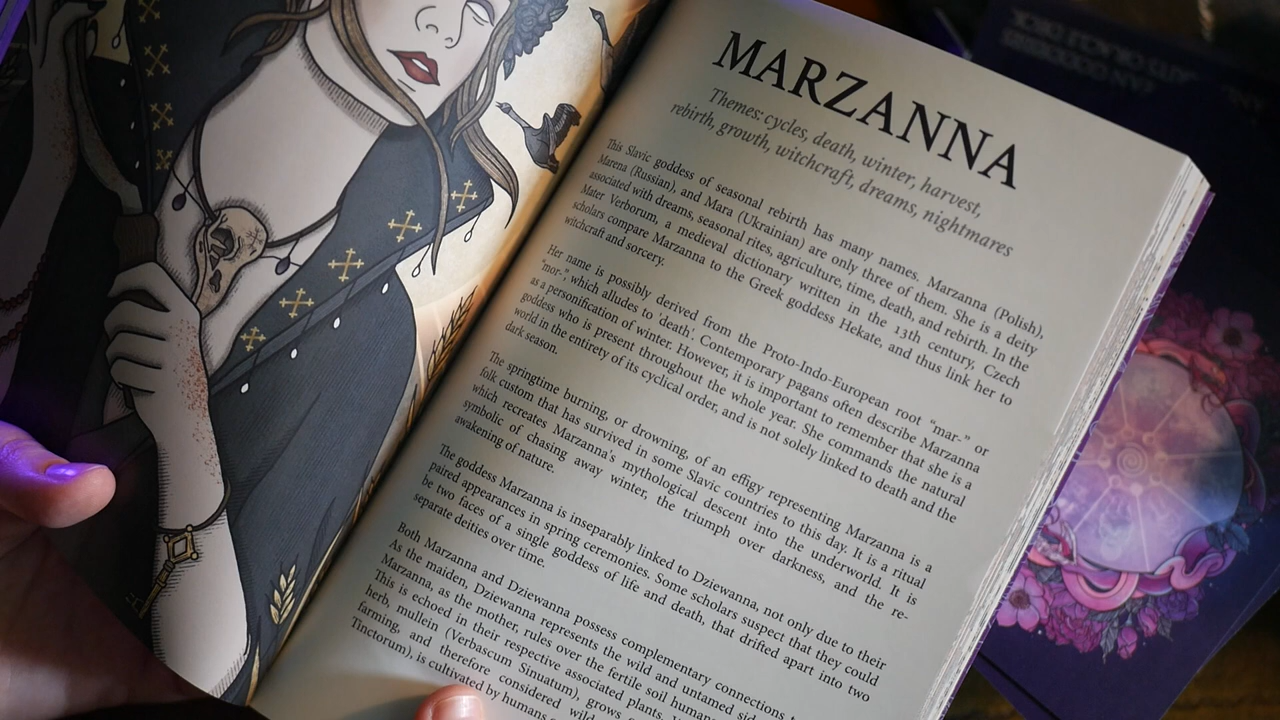 MARZANNA
Themes: cycles, death, winter, harvest,
rebirth, growth, witchcraft, dreams, nightmares
This Slavic goddess of seasonal rebirth has many names. Marzanna (Polish),
Marena (Russian), and Mara (Ukrainian) are only three of them. She is a deity
associated with dreams, seasonal rites, agriculture, time, death, and rebirth. In the
Mater Verborum, a medieval dictionary written in the 13th century, Czech
scholars compare Marzanna to the Greek goddess Hekate, and thus link her to
witchcraft and sorcery.
Her name is possibly derived from the Proto-Indo-European root "mar-" or
"mor-", which alludes to 'death'. Contemporary pagans often describe Marzanna
as a personification of winter. However, it is important to remember that she is a
goddess who is present throughout the whole year. She commands the natural
world in the entirety of its cyclical order, and is not solely linked to death and the
dark season.
The springtime burning, or drowning, of an effigy representing Marzanna is a
folk custom that has survived in some Slavic countries to this day. It is a ritual
which recreates Marzanna's mythological descent into the underworld. It is
symbolic of chasing away winter, the triumph over darkness, and the re-
awakening of nature.
The goddess Marzanna is inseparably linked to Dziewanna, not only due to their
paired appearances in spring ceremonies. Some scholars suspect that they could
be two faces of a single goddess of life and death, that drifted apart into two
separate deities over time.
Both Marzanna and Dziewanna possess complementary connections
As the maiden, Dziewanna represents the wild and untamed
Marzanna, as the mother, rules over the fertile soil
This is echoed in their respective associated plants.
herb, mullein (Verbascum Sinuatum), grows
farming, and therefore considered wild
Tinctorum), is cultivated by humans